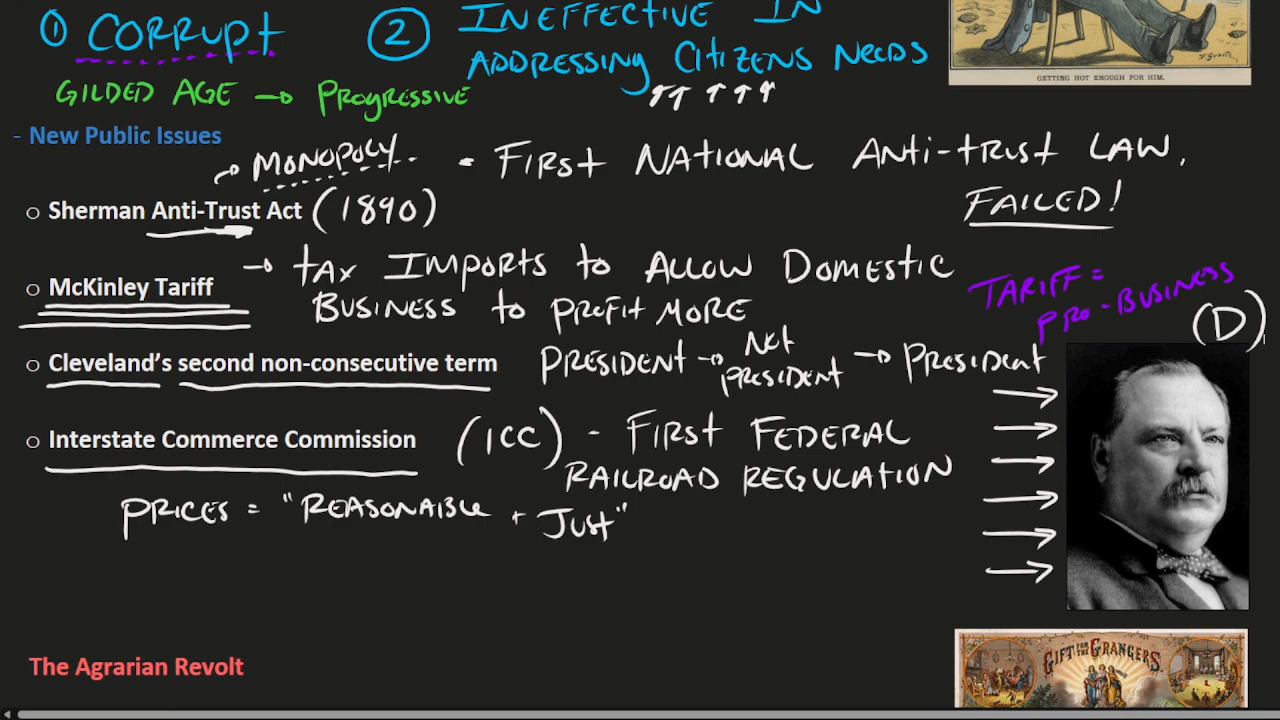 ① CORRUPT ② INEFFECTIVE IN
ADDRESSING CITIZENS NEEDS
GETTING HOT ENOUGH FOR HIM.
GILDED AGE → PROGRESSIVE
- New Public Issues
→ MONOPOLY - FIRST NATIONAL ANTI-TRUST LAW,
FAILED!
○ Sherman Anti-Trust Act (1890)
○ McKinley Tariff → TAX IMPORTS TO ALLOW DOMESTIC
BUSINESS TO PROFIT MORE
TARIFF =
PRO-BUSINESS
(D)
○ Cleveland's second non-consecutive term PRESIDENT → NOT PRESIDENT → PRESIDENT
○ Interstate Commerce Commission (ICC) - FIRST FEDERAL
RAILROAD REGULATION
PRICES = "REASONABLE + JUST"
The Agrarian Revolt
GIFT FOR THE GRANGERS